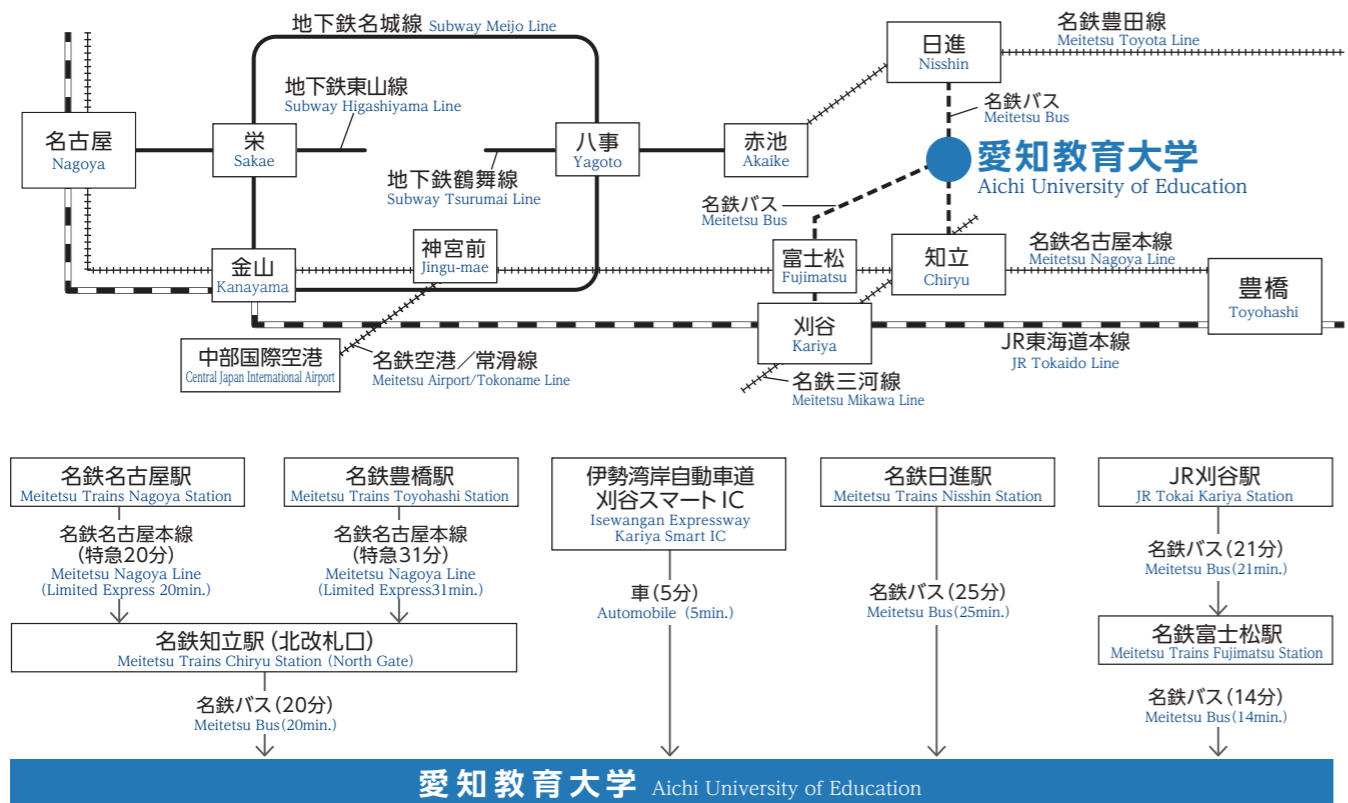 地下鉄名城線 Subway Meijo Line
名鉄豊田線
Meitetsu Toyota Line
日進
Nisshin
地下鉄東山線
Subway Higashiyama Line
名鉄バス
Meitetsu Bus
名古屋
Nagoya
栄
Sakae
八事
Yagoto
赤池
Akaike
愛知教育大学
Aichi University of Education
地下鉄鶴舞線
Subway Tsurumai Line
名鉄バス
Meitetsu Bus
神宮前
Jingu-mae
金山
Kanayama
富士松
Fujimatsu
知立
Chiryu
名鉄名古屋本線
Meitetsu Nagoya Line
豊橋
Toyohashi
刈谷
Kariya
中部国際空港
Central Japan International Airport
名鉄空港／常滑線
Meitetsu Airport/Tokoname Line
JR東海道本線
JR Tokaido Line
名鉄三河線
Meitetsu Mikawa Line
名鉄名古屋駅
Meitetsu Trains Nagoya Station
名鉄名古屋本線
(特急20分)
Meitetsu Nagoya Line
(Limited Express 20min.)
名鉄豊橋駅
Meitetsu Trains Toyohashi Station
名鉄名古屋本線
(特急31分)
Meitetsu Nagoya Line
(Limited Express31min.)
名鉄知立駅（北改札口）
Meitetsu Trains Chiryu Station (North Gate)
名鉄バス(20分)
Meitetsu Bus(20min.)
伊勢湾岸自動車道
刈谷スマートIC
Isewangan Expressway
Kariya Smart IC
車(5分)
Automobile (5min.)
名鉄日進駅
Meitetsu Trains Nisshin Station
名鉄バス(25分)
Meitetsu Bus(25min.)
JR刈谷駅
JR Tokai Kariya Station
名鉄バス(21分)
Meitetsu Bus(21min.)
名鉄富士松駅
Meitetsu Trains Fujimatsu Station
名鉄バス(14分)
Meitetsu Bus(14min.)
愛知教育大学 Aichi University of Education